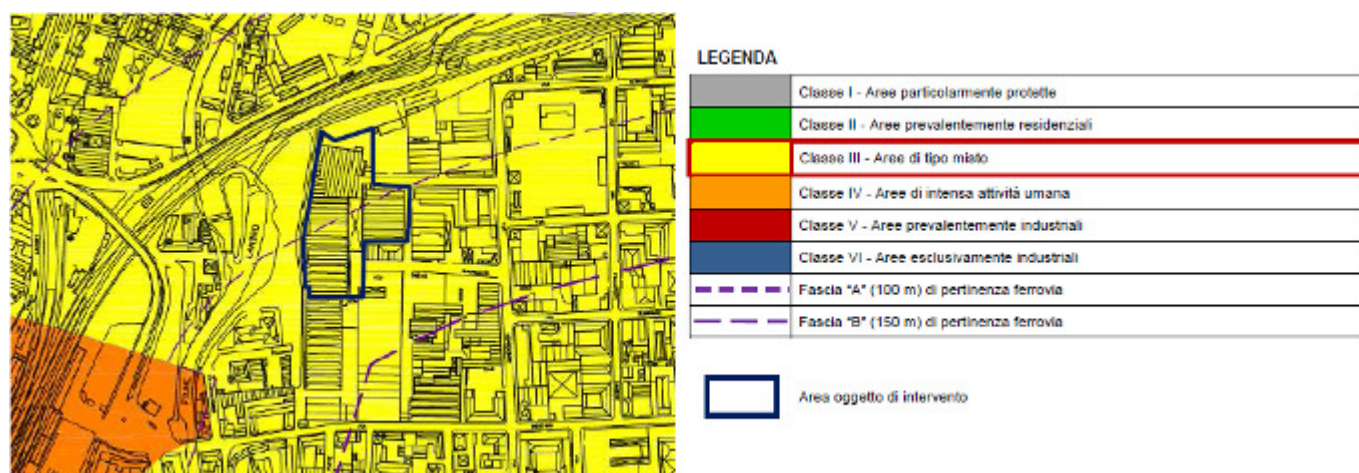 LEGENDA
Classe I - Aree particolarmente protette
Classe II - Aree prevalentemente residenziali
Classe III - Aree di tipo misto
Classe IV - Aree di intensa attività umana
Classe V - Aree prevalentemente industriali
Classe VI - Aree esclusivamente industriali
Fascia "A" (100 m) di pertinenza ferrovia
Fascia "B" (150 m) di pertinenza ferrovia
Area oggetto di intervento
LAMBRO